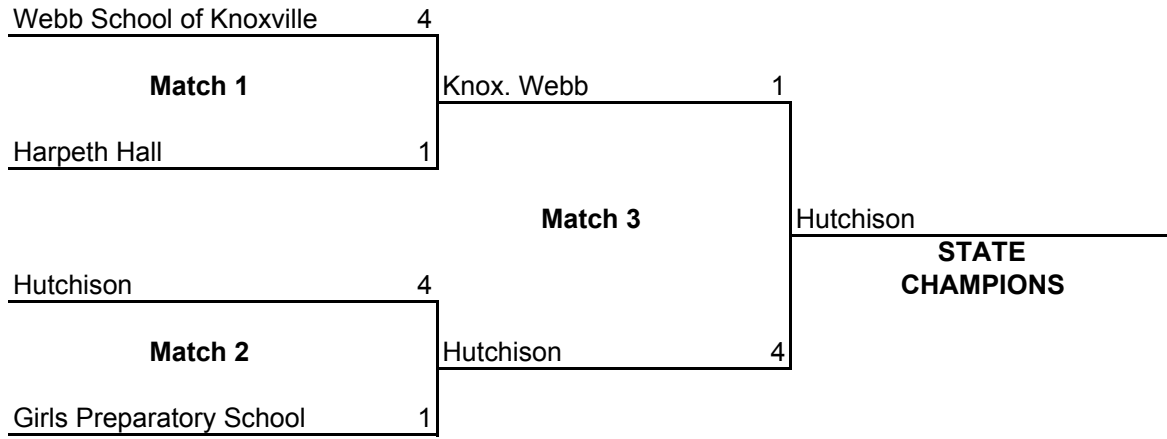 Webb School of Knoxville 4
Match 1
Knox. Webb 1
Harpeth Hall 1
Match 3
Hutchison
STATE
CHAMPIONS
Hutchison 4
Match 2
Hutchison 4
Girls Preparatory School 1